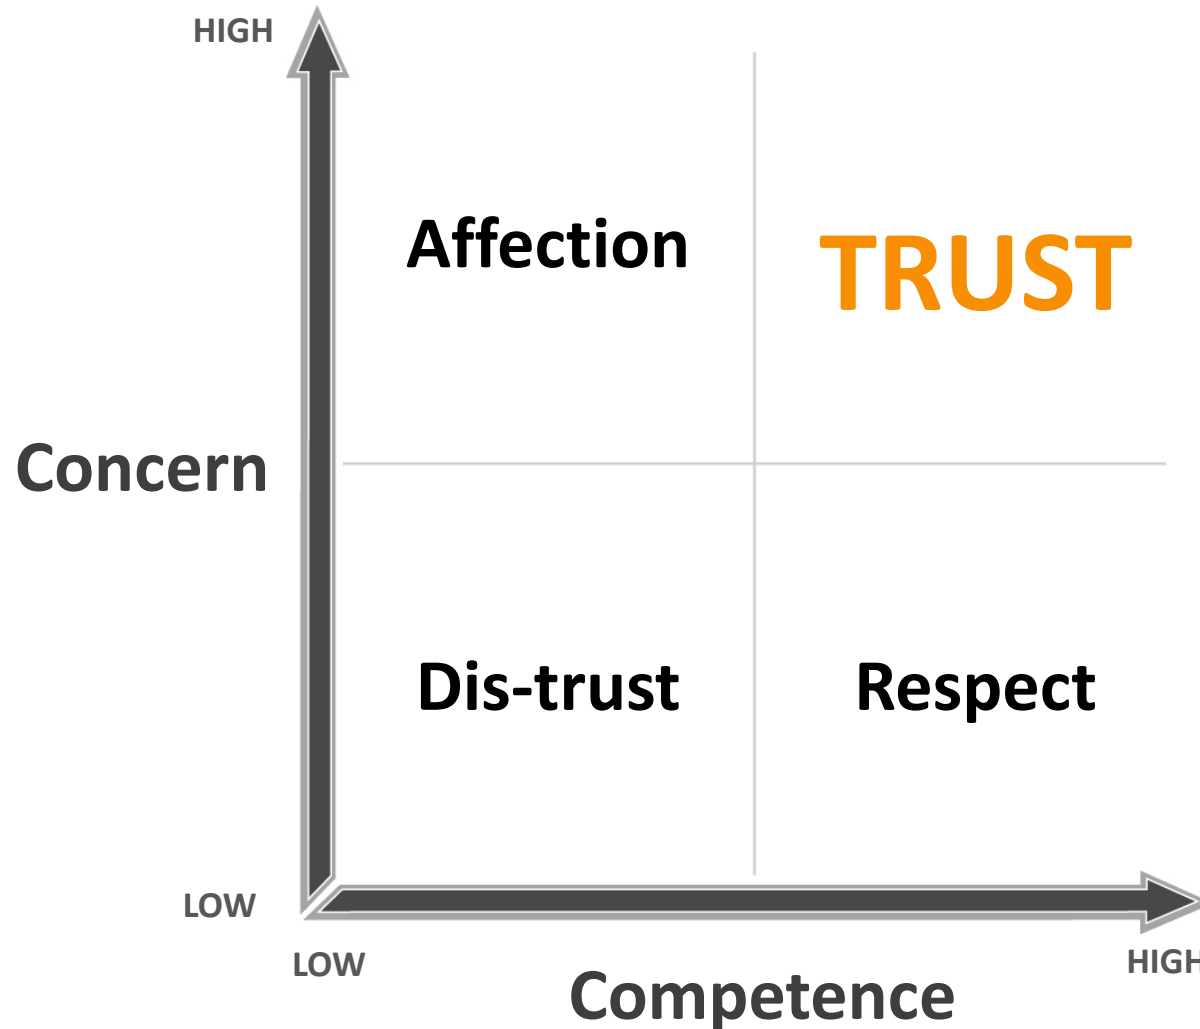 HIGH
Affection
TRUST
Concern
Dis-trust
Respect
LOW
LOW
HIGH
Competence